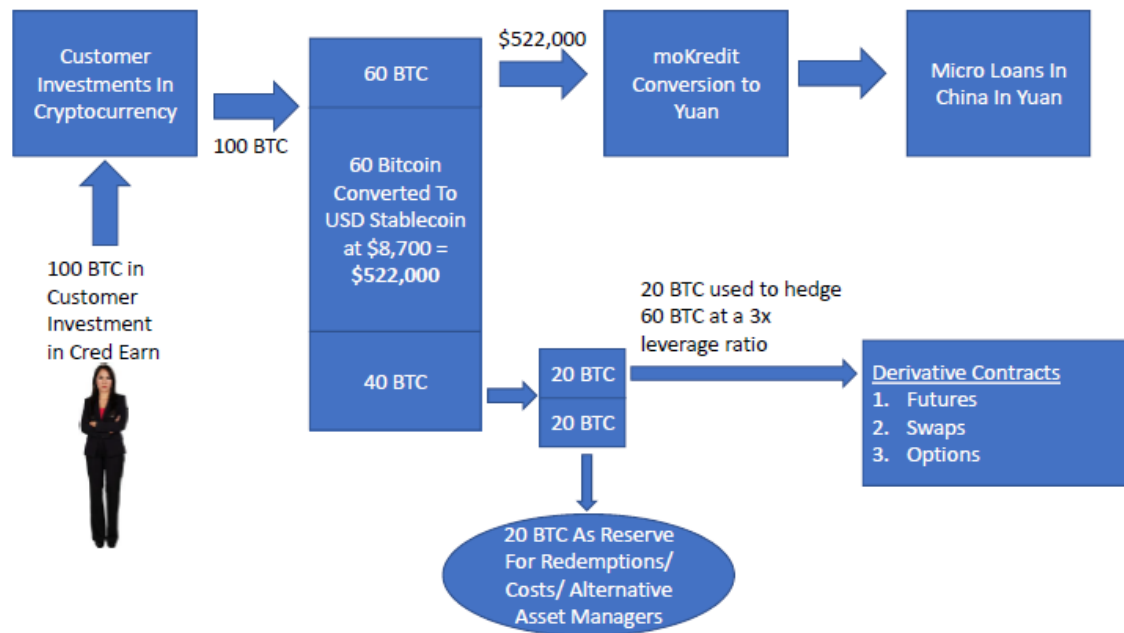 Customer
Investments In
Cryptocurrency
100 BTC
100 BTC in
Customer
Investment
in Cred Earn
60 BTC
60 Bitcoin
Converted To
USD Stablecoin
at $8,700 =
$522,000
40 BTC
$522,000
moKredit
Conversion to
Yuan
Micro Loans In
China In Yuan
20 BTC
20 BTC
20 BTC used to hedge
60 BTC at a 3x
leverage ratio
Derivative Contracts
1. Futures
2. Swaps
3. Options
20 BTC As Reserve
For Redemptions/
Costs/ Alternative
Asset Managers